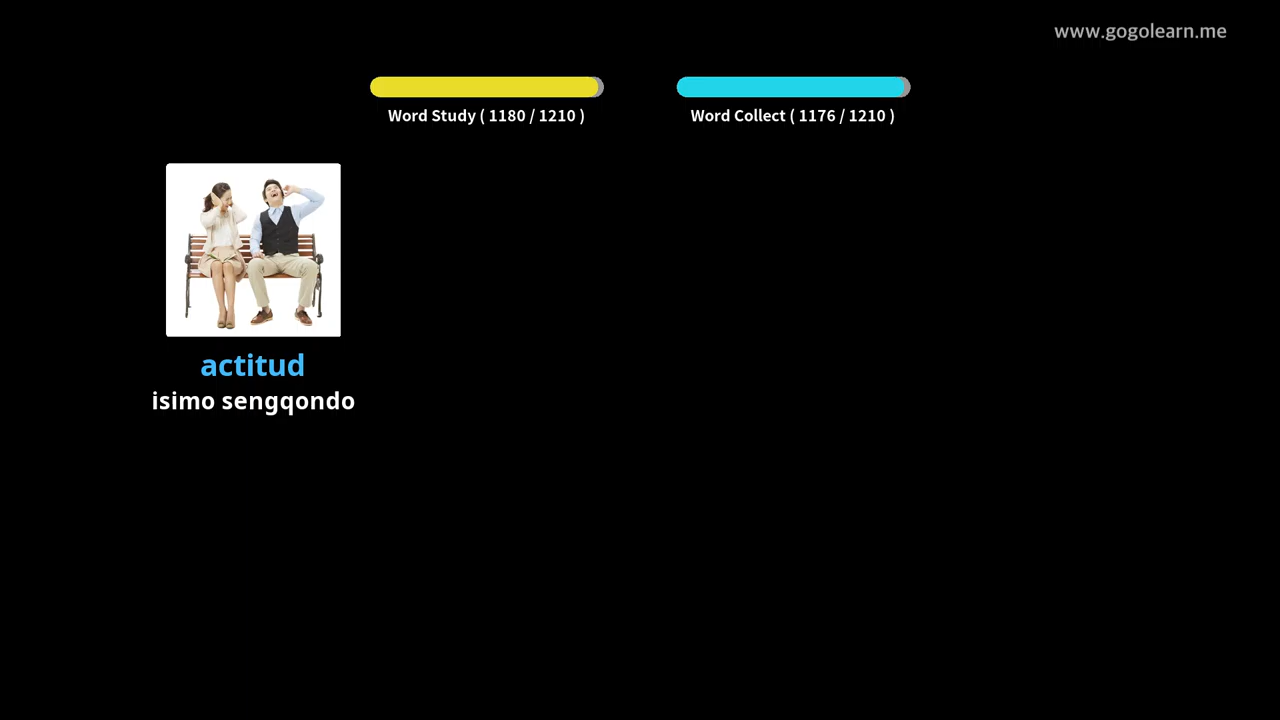 www.gogolearn.me
Word Study ( 1180 / 1210 )
Word Collect ( 1176 / 1210 )
actitud
isimo sengqondo